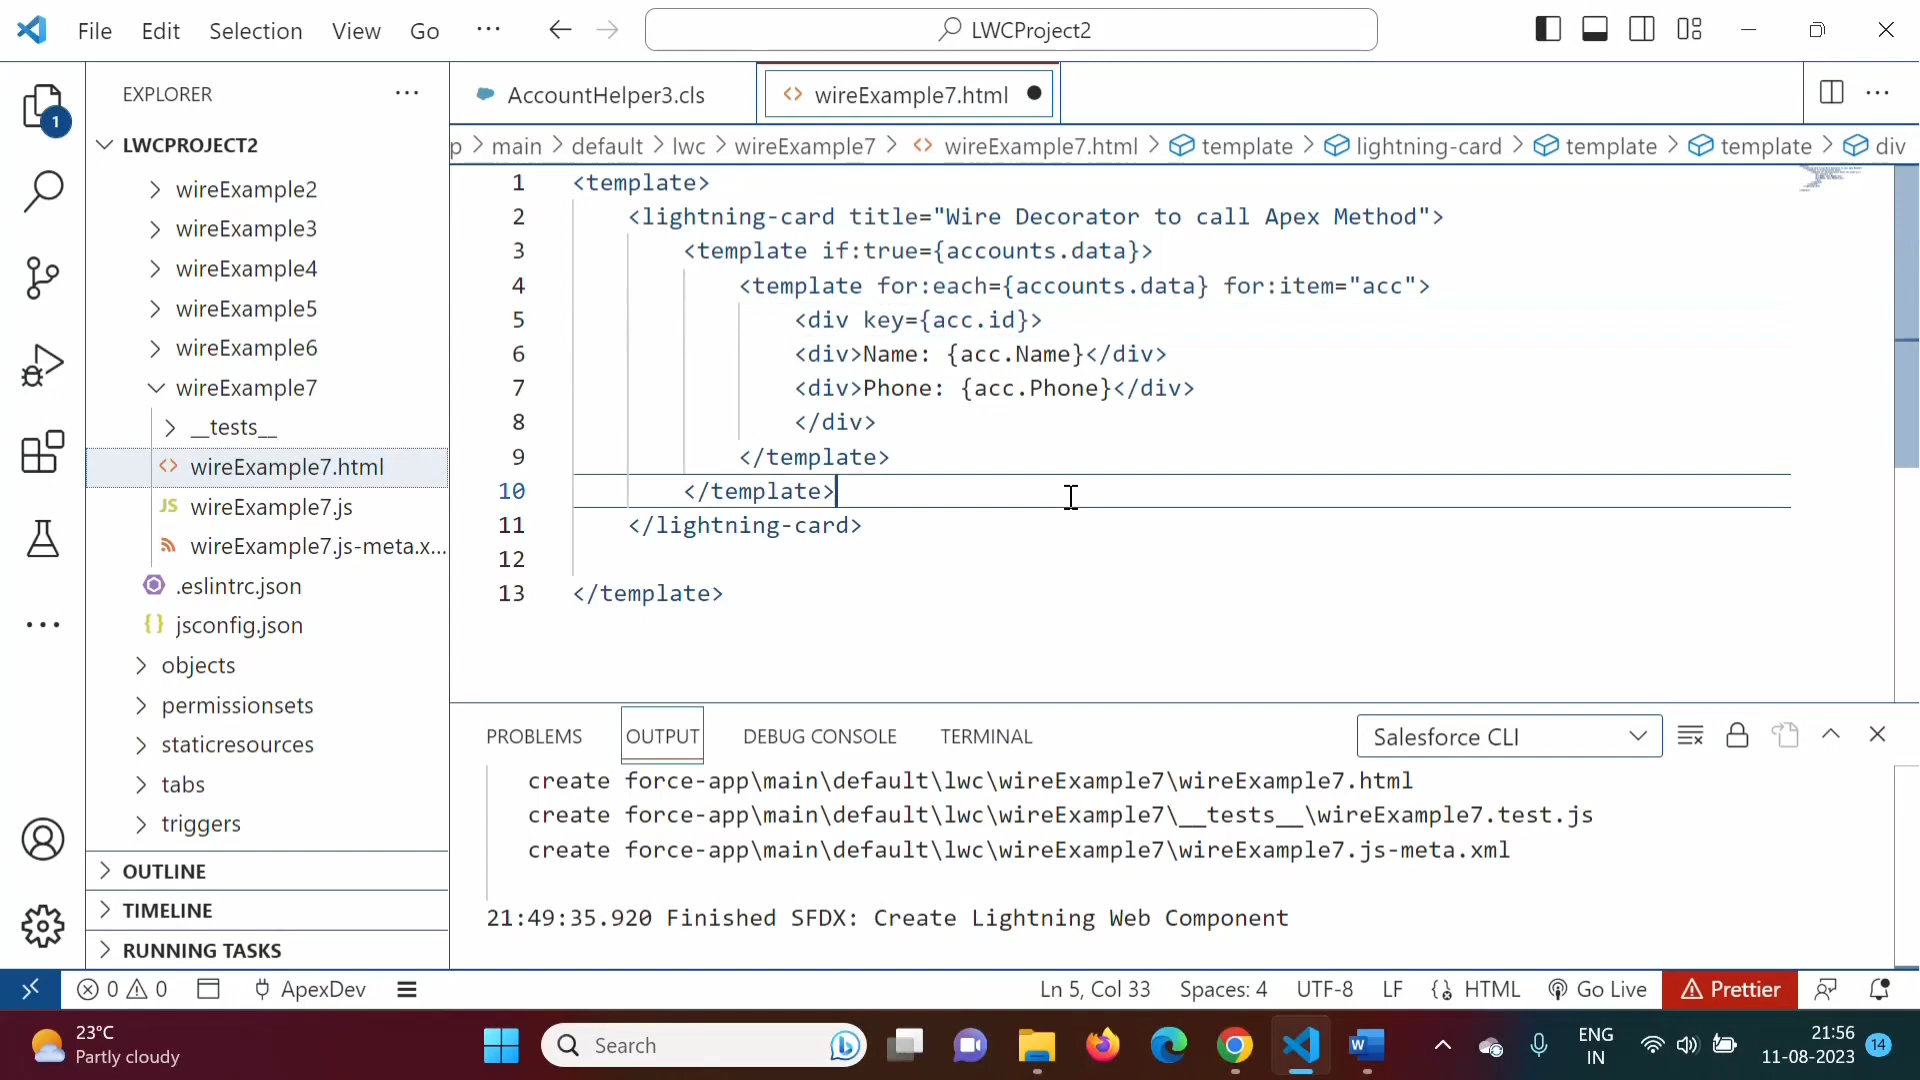 File Edit Selection View Go ··· LWCProject2
EXPLORER ···
1
LWCPROJECT2
wireExample2
wireExample3
wireExample4
wireExample5
wireExample6
wireExample7
__tests__
wireExample7.html
JS wireExample7.js
wireExample7.js-meta.x...
.eslintrc.json
{} jsconfig.json
objects
permissionsets
staticresources
tabs
triggers
OUTLINE
TIMELINE
RUNNING TASKS
AccountHelper3.cls wireExample7.html
p > main > default > lwc > wireExample7 > wireExample7.html > template > lightning-card > template > template > div
1 <template>
2 <lightning-card title="Wire Decorator to call Apex Method">
3 <template if:true={accounts.data}>
4 <template for:each={accounts.data} for:item="acc">
5 <div key={acc.id}>
6 <div>Name: {acc.Name}</div>
7 <div>Phone: {acc.Phone}</div>
8 </div>
9 </template>
10 </template>
11 </lightning-card>
12
13 </template>
PROBLEMS OUTPUT DEBUG CONSOLE TERMINAL Salesforce CLI
create force-app\main\default\lwc\wireExample7\wireExample7.html
create force-app\main\default\lwc\wireExample7\__tests__\wireExample7.test.js
create force-app\main\default\lwc\wireExample7\wireExample7.js-meta.xml
21:49:35.920 Finished SFDX: Create Lightning Web Component
0 0 ApexDev Ln 5, Col 33 Spaces: 4 UTF-8 LF HTML Go Live Prettier
23°C
Partly cloudy
Search
ENG
IN
21:56
11-08-2023
14